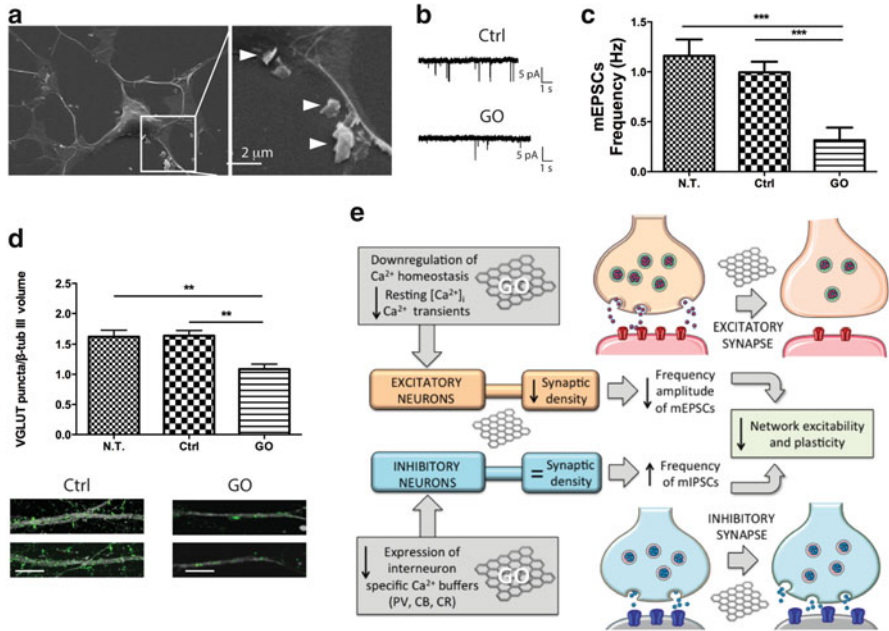 a
2 μm
b
Ctrl
5 pA
1 s
GO
5 pA
1 s
c
mEPSCs
Frequency (Hz)
1.5
1.0
0.5
0.0
***
***
N.T.
Ctrl
GO
d
VGLUT puncta/β-tub III volume
2.5
2.0
1.5
1.0
0.5
0.0
**
**
N.T.
Ctrl
GO
Ctrl
GO
e
Downregulation of
Ca²⁺ homeostasis
↓ Resting [Ca²⁺]i
Ca²⁺ transients
GO
EXCITATORY
SYNAPSE
EXCITATORY
NEURONS
↓ Synaptic
density
↓ Frequency
amplitude
of mEPSCs
↓ Network excitability
and plasticity
INHIBITORY
NEURONS
= Synaptic
density
↑ Frequency
of mIPSCs
↓ Expression of
interneuron
specific Ca²⁺ buffers
(PV, CB, CR)
GO
INHIBITORY
SYNAPSE